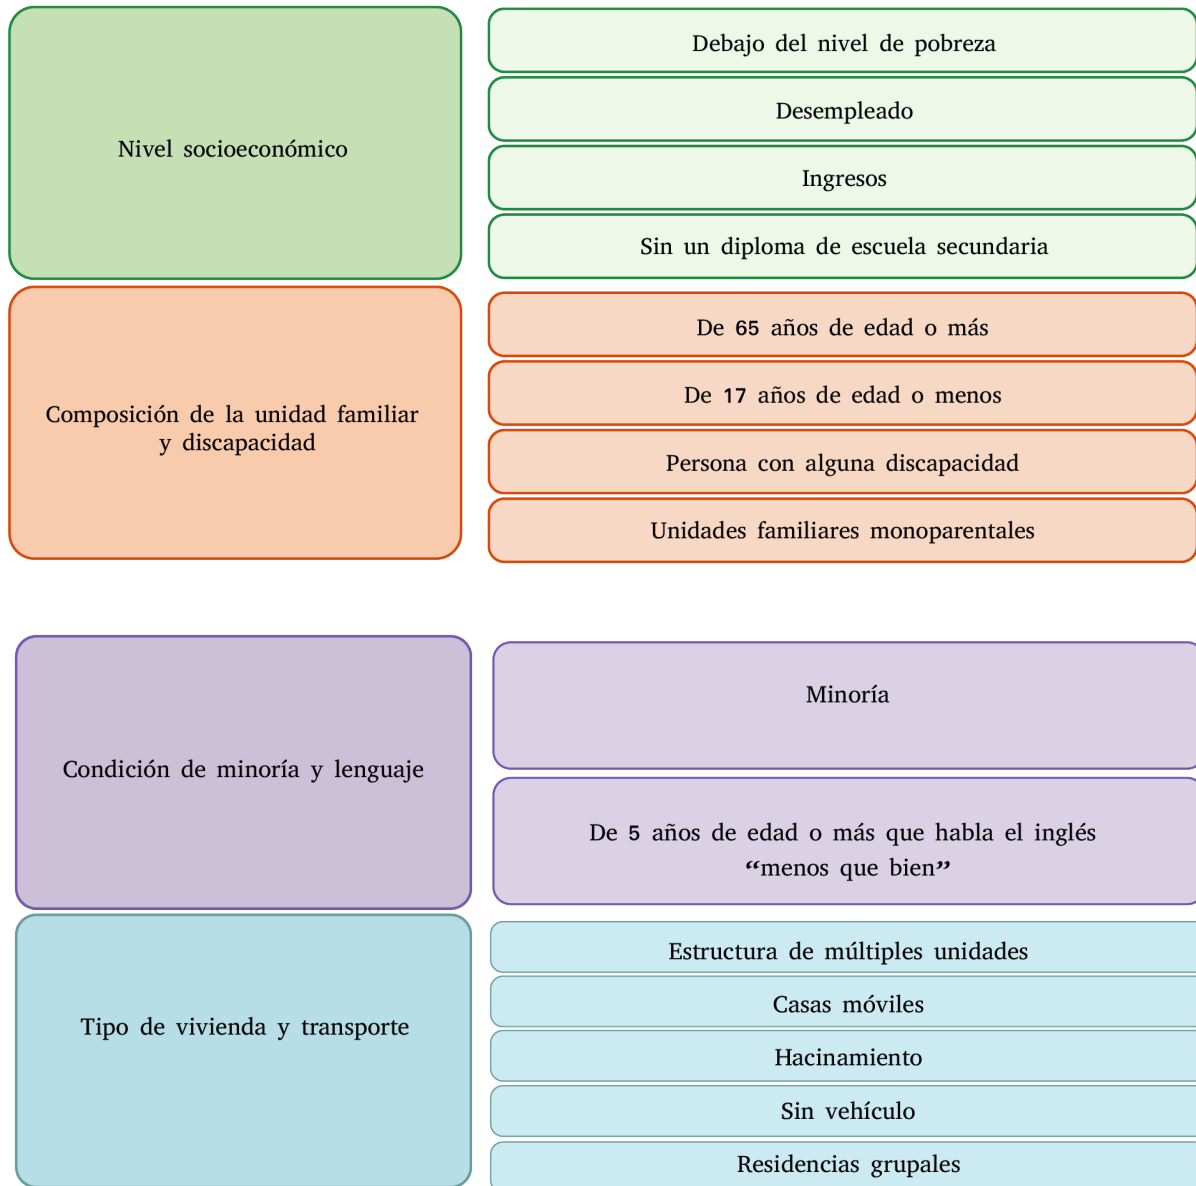 Nivel socioeconómico
Debajo del nivel de pobreza
Desempleado
Ingresos
Sin un diploma de escuela secundaria
Composición de la unidad familiar
y discapacidad
De 65 años de edad o más
De 17 años de edad o menos
Persona con alguna discapacidad
Unidades familiares monoparentales
Condición de minoría y lenguaje
Minoría
De 5 años de edad o más que habla el inglés
“menos que bien”
Tipo de vivienda y transporte
Estructura de múltiples unidades
Casas móviles
Hacinamiento
Sin vehículo
Residencias grupales